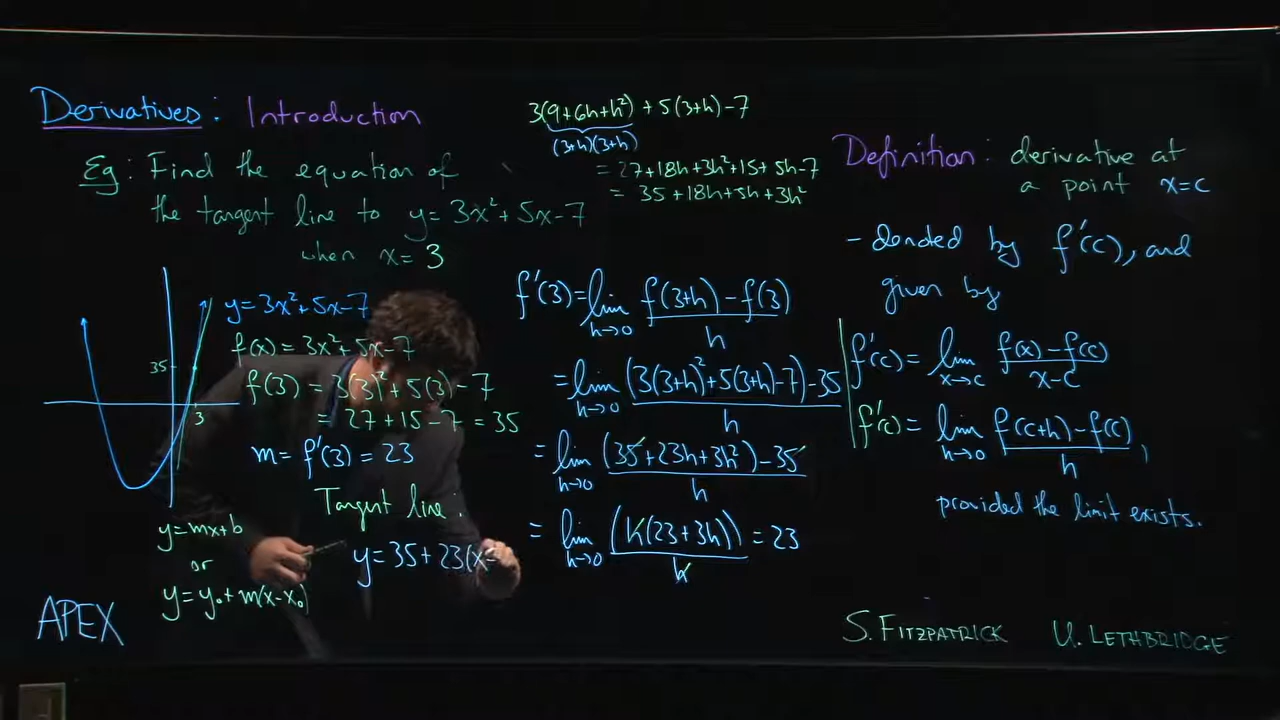 Derivatives: Introduction
Eg: Find the equation of
the tangent line to y=3x²+5x-7
when x=3
3(9+6h+h²)+5(3+h)-7
(3+h)(3+h)
=27+18h+3h²+15+5h-7
=35+18h+5h+3h²
35
3
y=3x²+5x-7
f(x)=3x²+5x-7
f(3)=3(3)²+5(3)-7
=27+15-7=35
m=f'(3)=23
Tangent line:
y=35+23(x-
y=mx+b
or
y=y₀+m(x-x₀)
f'(3)=lim h→0 (f(3+h)-f(3))/h
=lim h→0 ((3(3+h)²+5(3+h)-7)-35)/h
=lim h→0 ((35+23h+3h²)-35)/h
=lim h→0 (h(23+3h))/h=23
Definition: derivative at
a point x=c
- denoted by f'(c), and
given by
f'(c)=lim x→c (f(x)-f(c))/(x-c)
f'(c)=lim h→0 (f(c+h)-f(c))/h,
provided the limit exists.
APEX
S. FITZPATRICK U. LETHBRIDGE